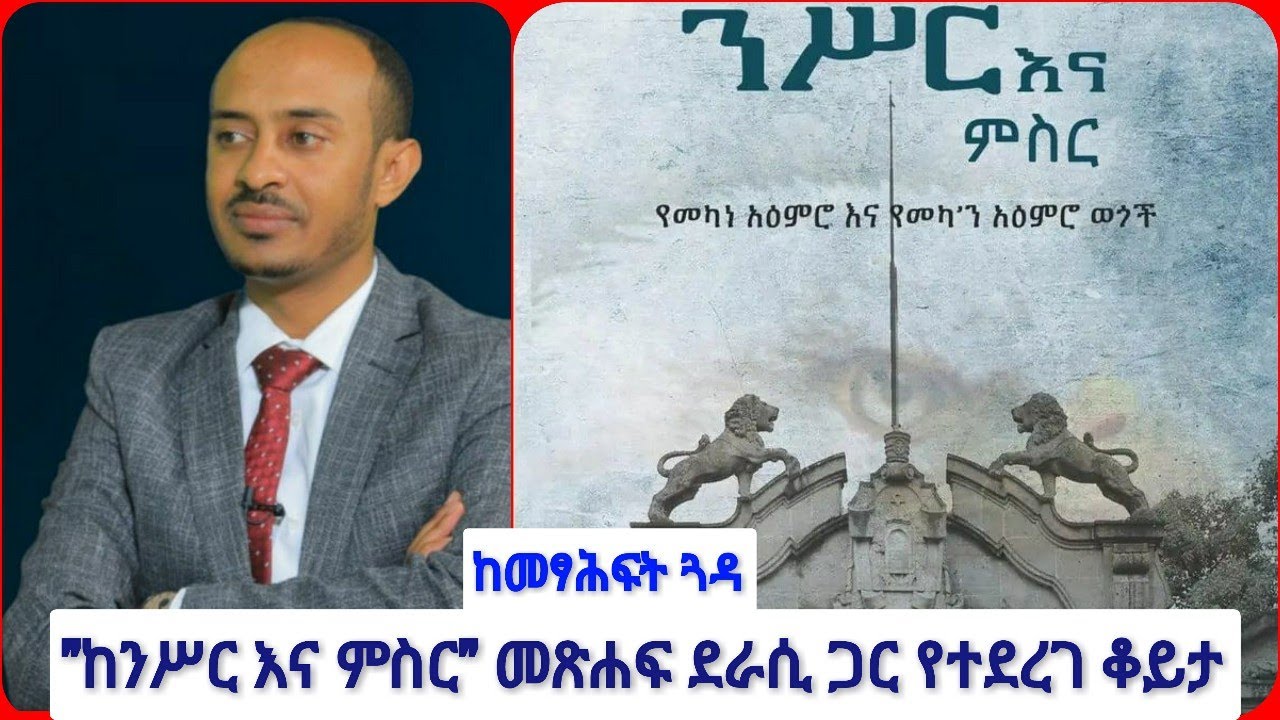 ንሥር እና
ምስር
የመካነ አዕምሮ እና የመካ'ን አዕምሮ ወጎች
ከመፃሕፍት ጓዳ
"ከንሥር እና ምስር" መጽሐፍ ደራሲ ጋር የተደረገ ቆይታ